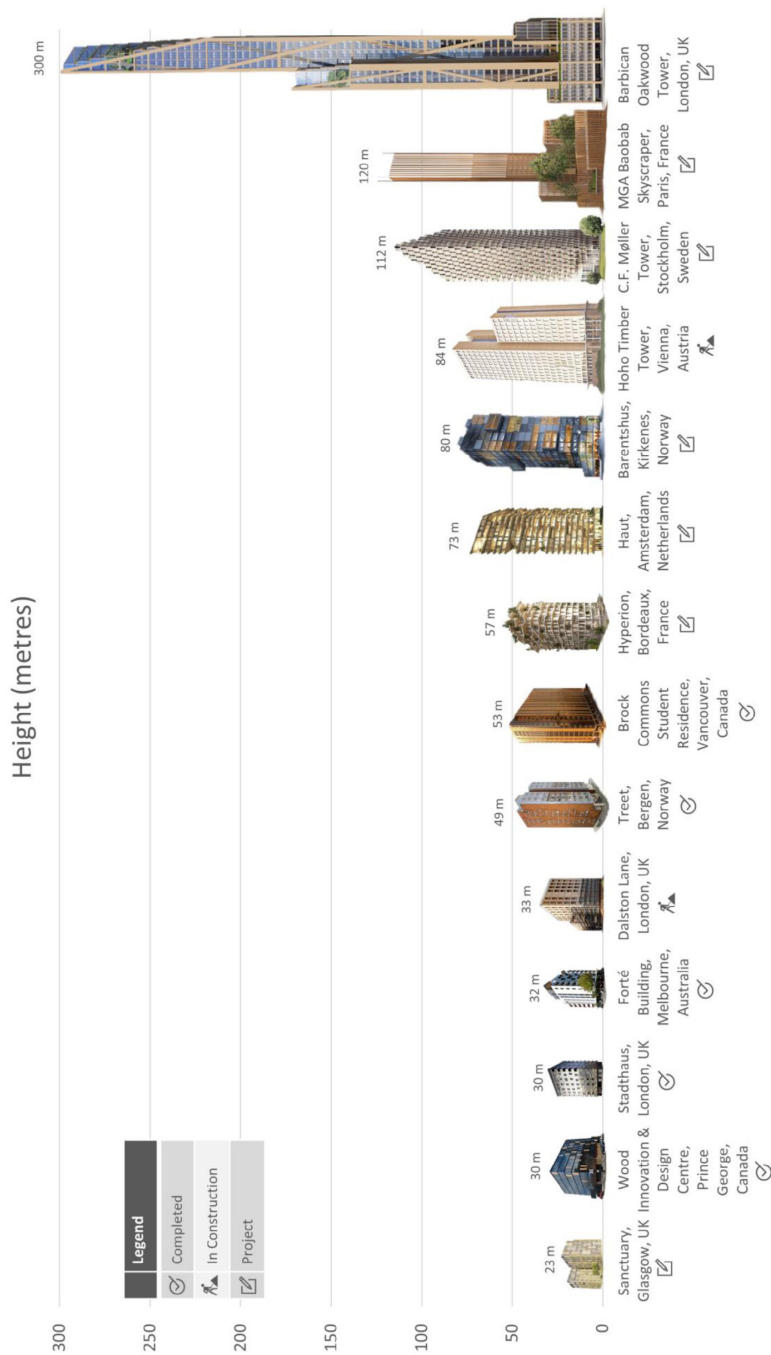 Height (metres)
300
250
200
150
100
50
0
Legend
Completed
In Construction
Project
23 m
30 m
30 m
32 m
33 m
49 m
53 m
57 m
73 m
80 m
84 m
112 m
120 m
300 m
Sanctuary,
Glasgow, UK
Wood
Innovation &
Design
Centre,
Prince
George,
Canada
Stadthaus,
London, UK
Forté
Building,
Melbourne,
Australia
Dalston Lane,
London, UK
Treet,
Bergen,
Norway
Brock
Commons
Student
Residence,
Vancouver,
Canada
Hyperion,
Bordeaux,
France
Haut,
Amsterdam,
Netherlands
Barentshus,
Kirkenes,
Norway
Hoho Timber
Tower,
Vienna,
Austria
C.F. Møller
Tower,
Stockholm,
Sweden
MGA Baobab
Skyscraper,
Paris, France
Barbican
Oakwood
Tower,
London, UK